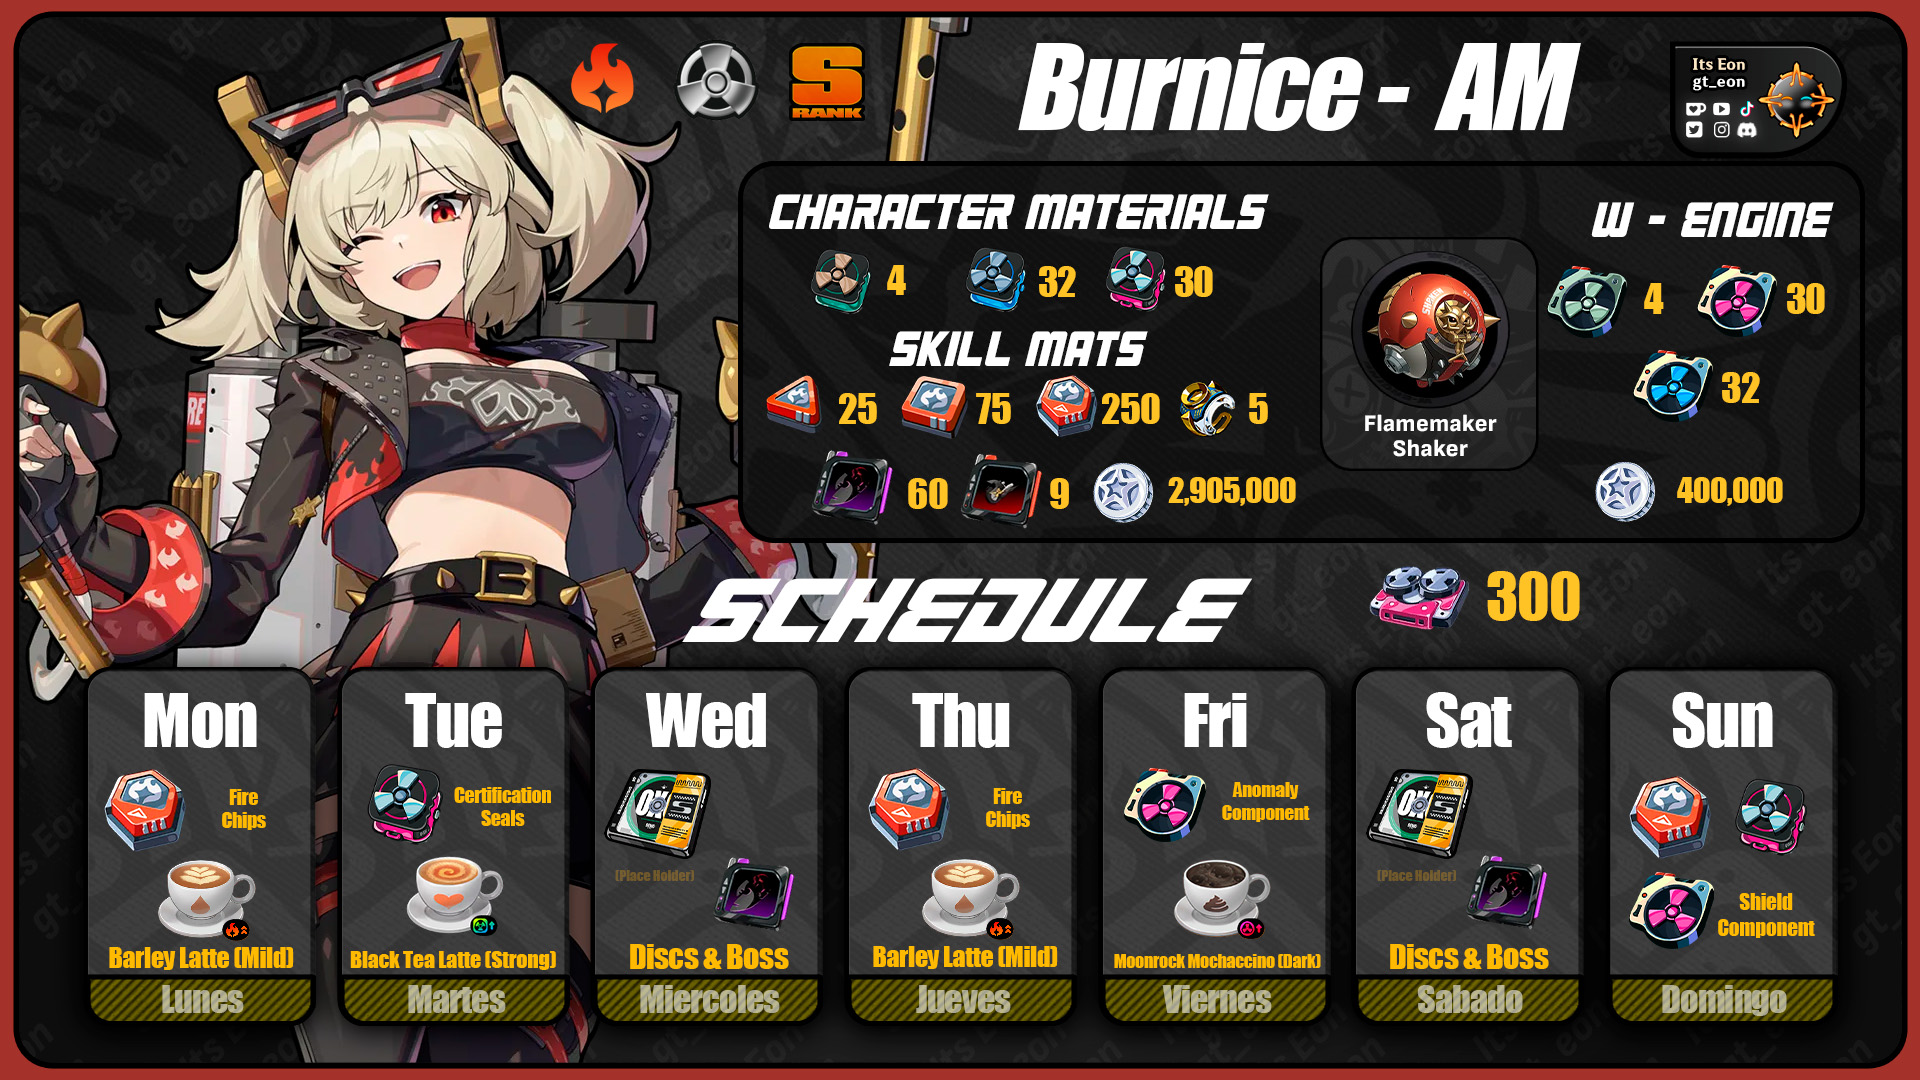 S
RANK
Burnice - AM
Its Eon
gt_eon
CHARACTER MATERIALS
4
32
30
SKILL MATS
25
75
250
5
60
9
2,905,000
Flamemaker
Shaker
W - ENGINE
4
30
32
400,000
SCHEDULE
300
Mon
Fire
Chips
Barley Latte (Mild)
Lunes
Tue
Certification
Seals
Black Tea Latte (Strong)
Martes
Wed
(Place Holder)
Discs & Boss
Miercoles
Thu
Fire
Chips
Barley Latte (Mild)
Jueves
Fri
Anomaly
Component
Moonrock Mochaccino (Dark)
Viernes
Sat
(Place Holder)
Discs & Boss
Sabado
Sun
Shield
Component
Domingo